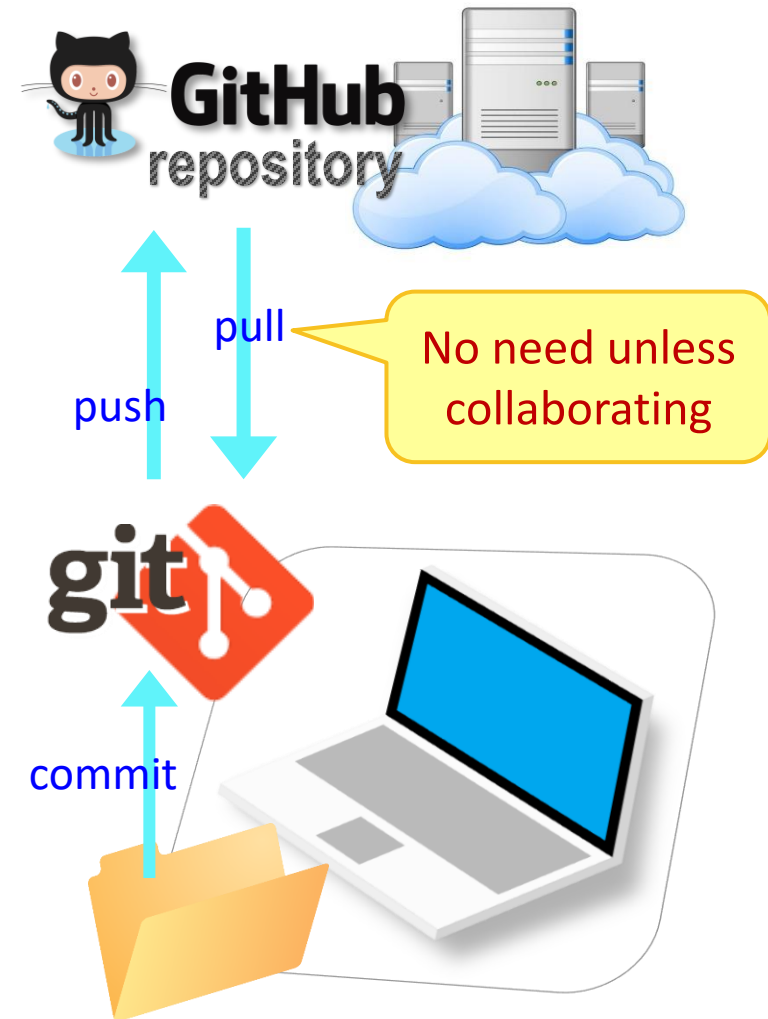 GitHub
repository
pull
No need unless
collaborating
push
git
commit